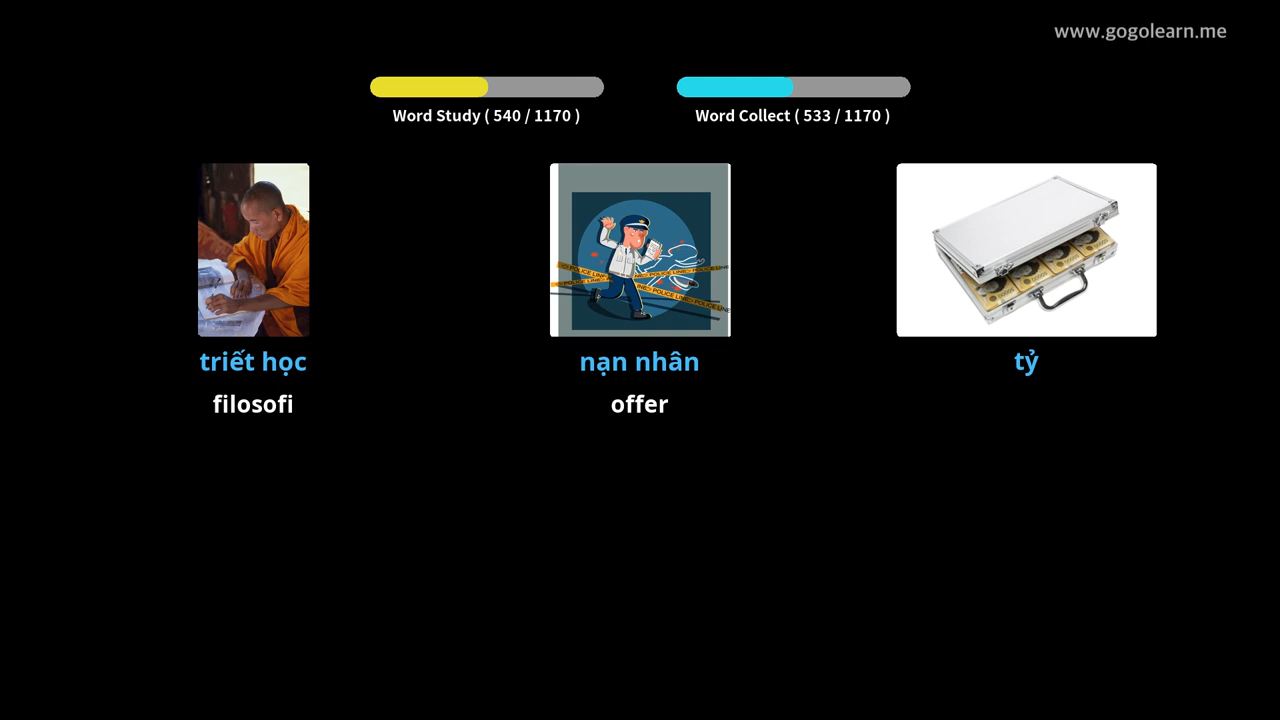 www.gogolearn.me
Word Study ( 540 / 1170 )
Word Collect ( 533 / 1170 )
triết học
nạn nhân
tỷ
filosofi
offer